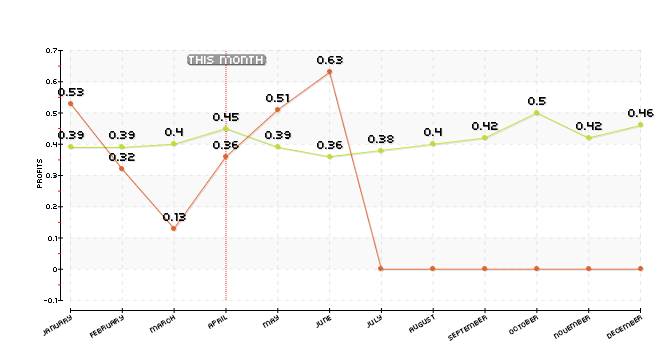 0.7
THIS MONTH
0.63
0.6
0.53
0.51
0.5
0.5
0.46
0.45
0.42
0.42
0.4
0.4
0.39
0.39
0.39
0.38
0.36
0.36
0.4
0.32
0.3
0.2
0.13
0.1
0
-0.1
PROFITS
JANUARY
FEBRUARY
MARCH
APRIL
MAY
JUNE
JULY
AUGUST
SEPTEMBER
OCTOBER
NOVEMBER
DECEMBER